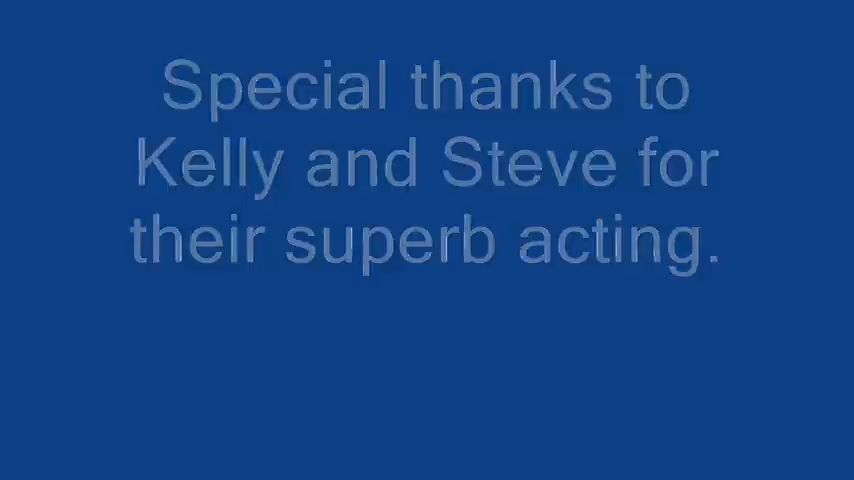 Special thanks to
Kelly and Steve for
their superb acting.